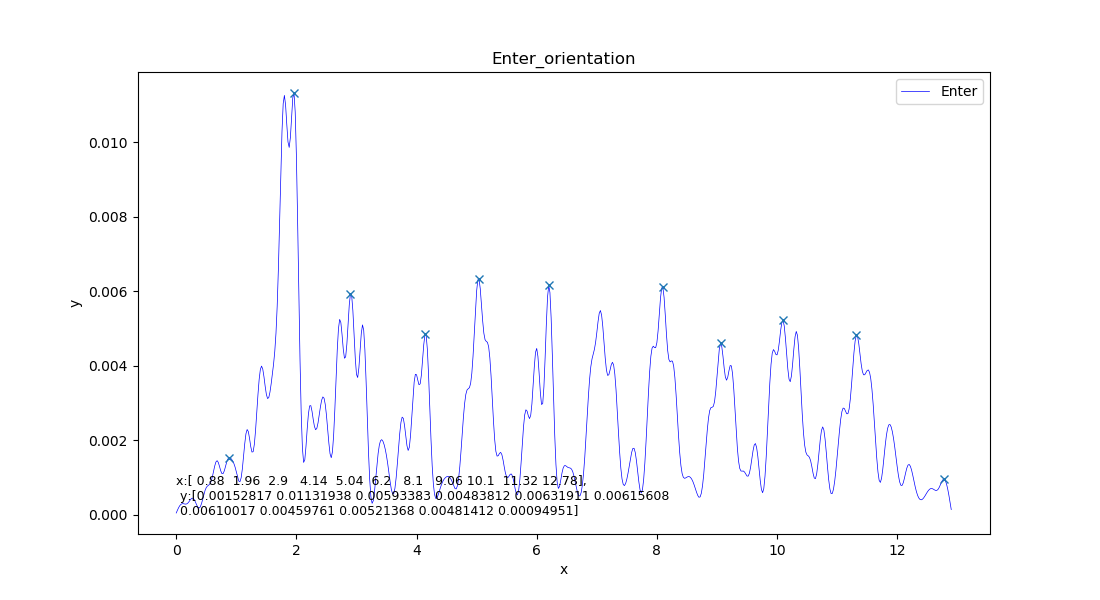 Enter_orientation
Enter
y
0.010
0.008
0.006
0.004
0.002
0.000
x:[ 0.88 1.96 2.9 4.14 5.04 6.2 8.1 9.06 10.1 11.32 12.78],
y:[0.00152817 0.01131938 0.00593383 0.00483812 0.00631911 0.00615608
0.00610017 0.00459761 0.00521368 0.00481412 0.00094951]
0 2 4 6 8 10 12
x